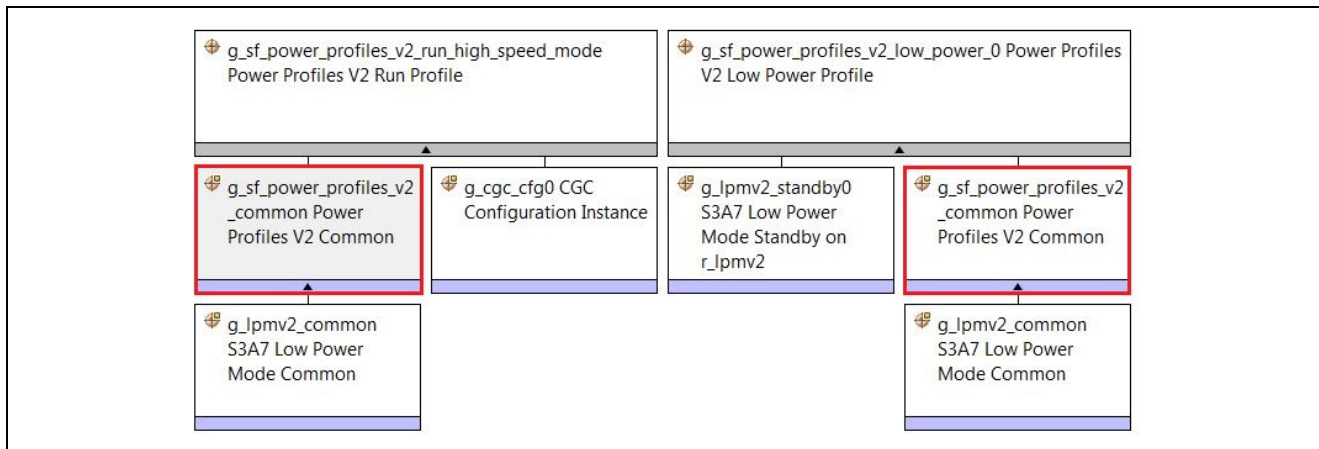 g_sf_power_profiles_v2_run_high_speed_mode
Power Profiles V2 Run Profile
g_sf_power_profiles_v2_low_power_0 Power Profiles
V2 Low Power Profile
g_sf_power_profiles_v2
_common Power
Profiles V2 Common
g_cgc_cfg0 CGC
Configuration Instance
g_lpmv2_standby0
S3A7 Low Power
Mode Standby on
r_lpmv2
g_sf_power_profiles_v2
_common Power
Profiles V2 Common
g_lpmv2_common
S3A7 Low Power
Mode Common
g_lpmv2_common
S3A7 Low Power
Mode Common